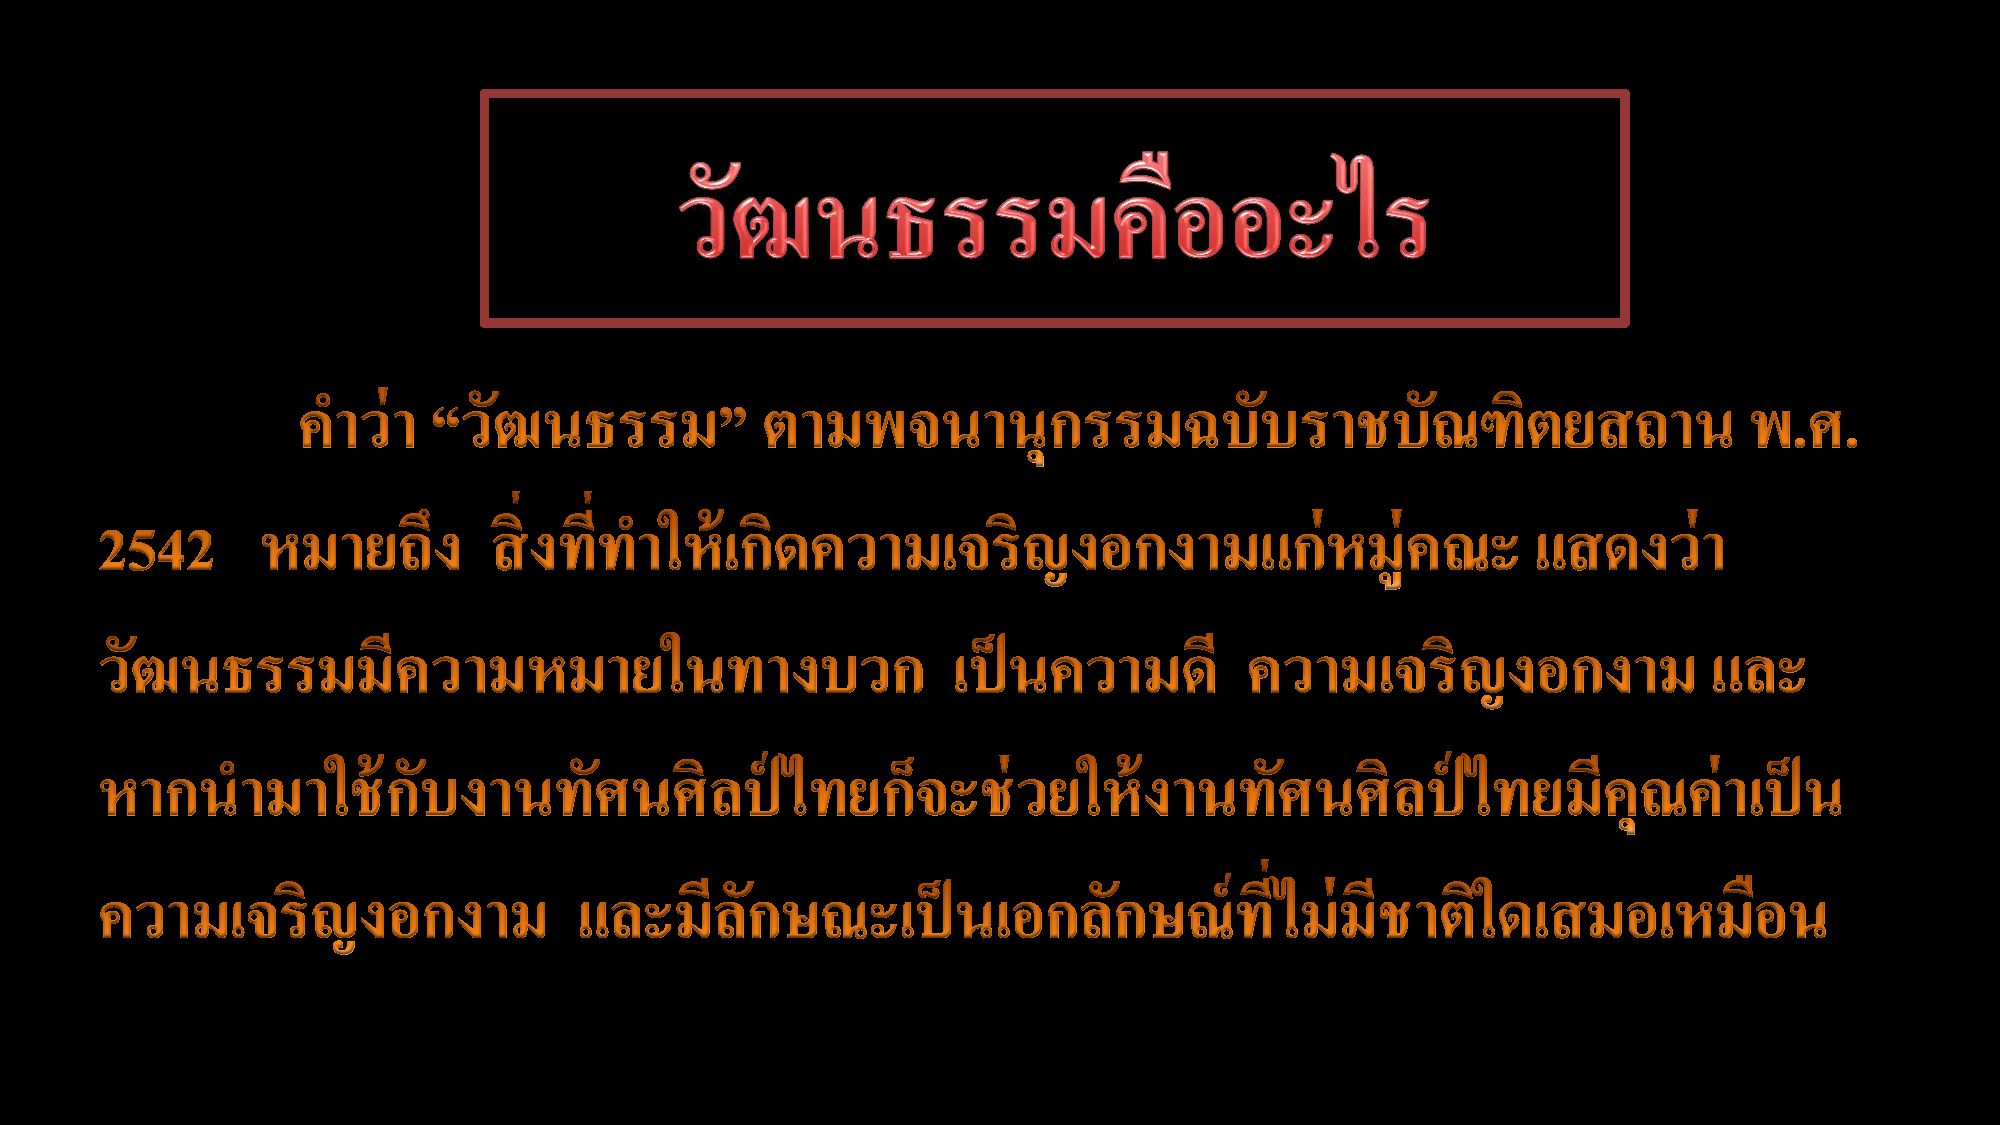 วัฒนธรรมคืออะไร
คำว่า “วัฒนธรรม” ตามพจนานุกรรมฉบับราชบัณฑิตยสถาน พ.ศ.
2542 หมายถึง สิ่งที่ทำให้เกิดความเจริญงอกงามแก่หมู่คณะ แสดงว่า
วัฒนธรรมมีความหมายในทางบวก เป็นความดี ความเจริญงอกงาม และ
หากนำมาใช้กับงานทัศนศิลป์ไทยก็จะช่วยให้งานทัศนศิลป์ไทยมีคุณค่าเป็น
ความเจริญงอกงาม และมีลักษณะเป็นเอกลักษณ์ที่ไม่มีชาติใดเสมอเหมือน